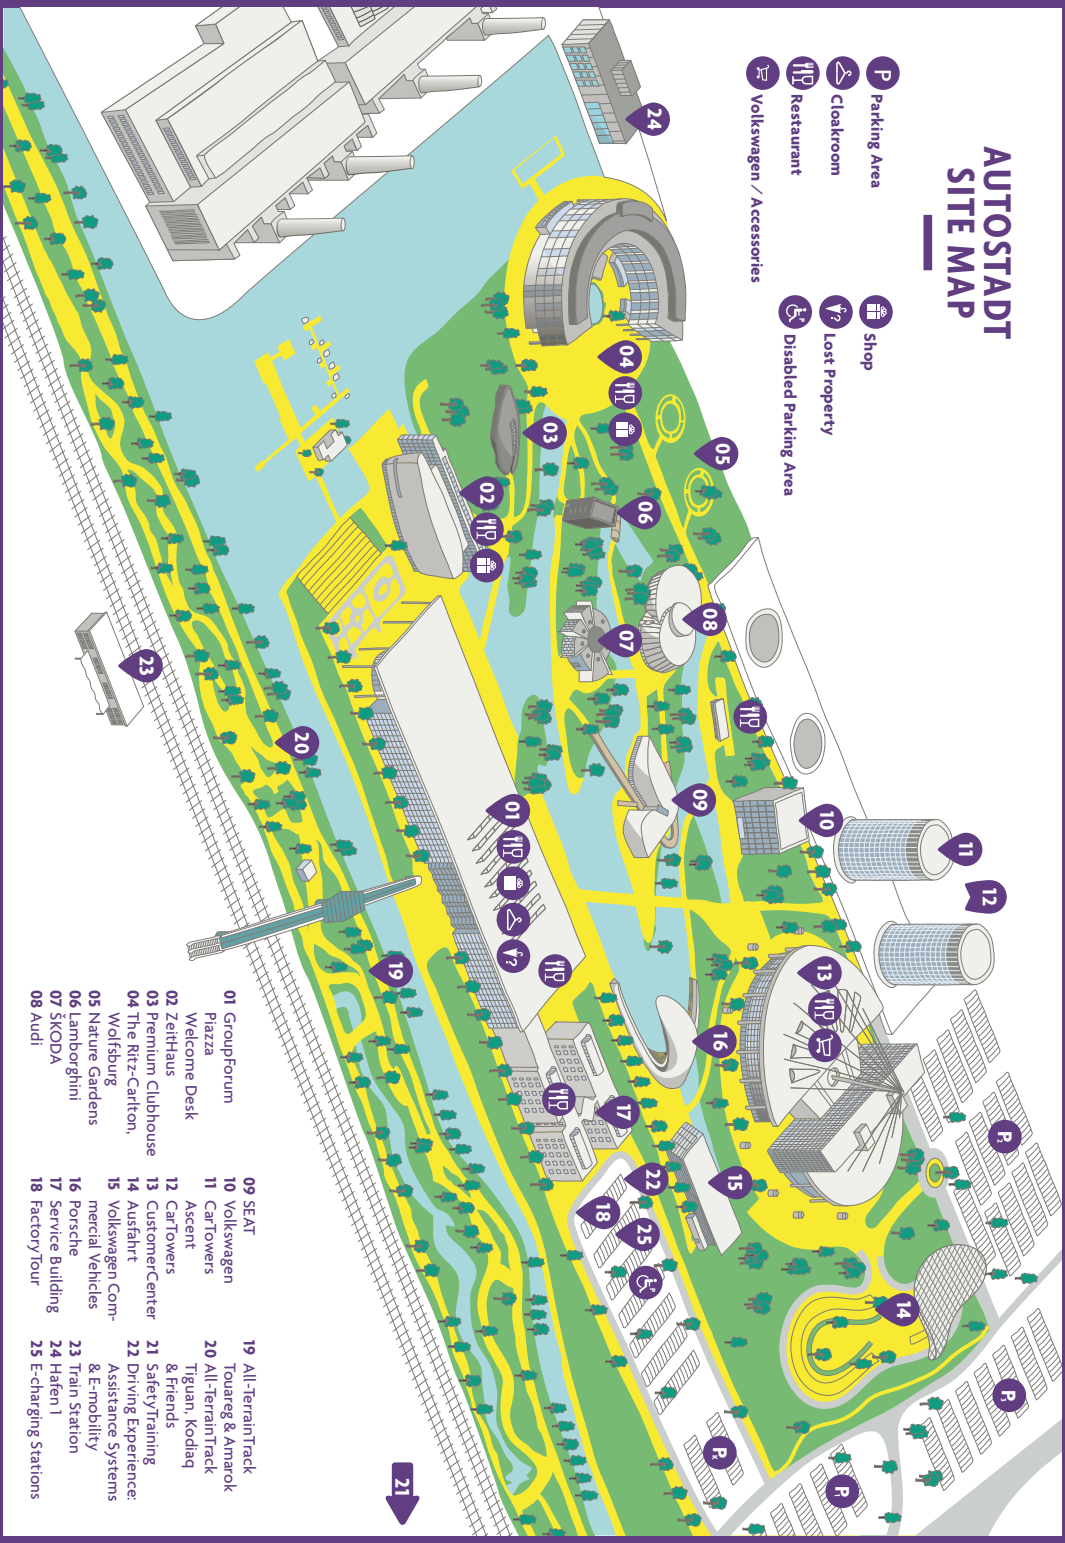 AUTOSTADT
SITE MAP
Parking Area
Cloakroom
Restaurant
Volkswagen / Accessories
Shop
Lost Property
Disabled Parking Area
24
04
05
03
02
06
08
07
23
20
01
09
10
11
12
13
19
16
17
15
22
18
25
14
21
P
P
01 GroupForum
Piazza
Welcome Desk
02 ZeitHaus
03 Premium Clubhouse
04 The Ritz-Carlton,
Wolfsburg
05 Nature Gardens
06 Lamborghini
07 ŠKODA
08 Audi
09 SEAT
10 Volkswagen
11 CarTowers
Ascent
12 CarTowers
13 CustomerCenter
14 Ausfahrt
15 Volkswagen Com-
mercial Vehicles
16 Porsche
17 Service Building
18 FactoryTour
19 All-TerrainTrack
Touareg & Amarok
20 All-TerrainTrack
Tiguan, Kodiaq
& Friends
21 SafetyTraining
22 Driving Experience:
Assistance Systems
& E-mobility
23 Train Station
24 Hafen 1
25 E-charging Stations